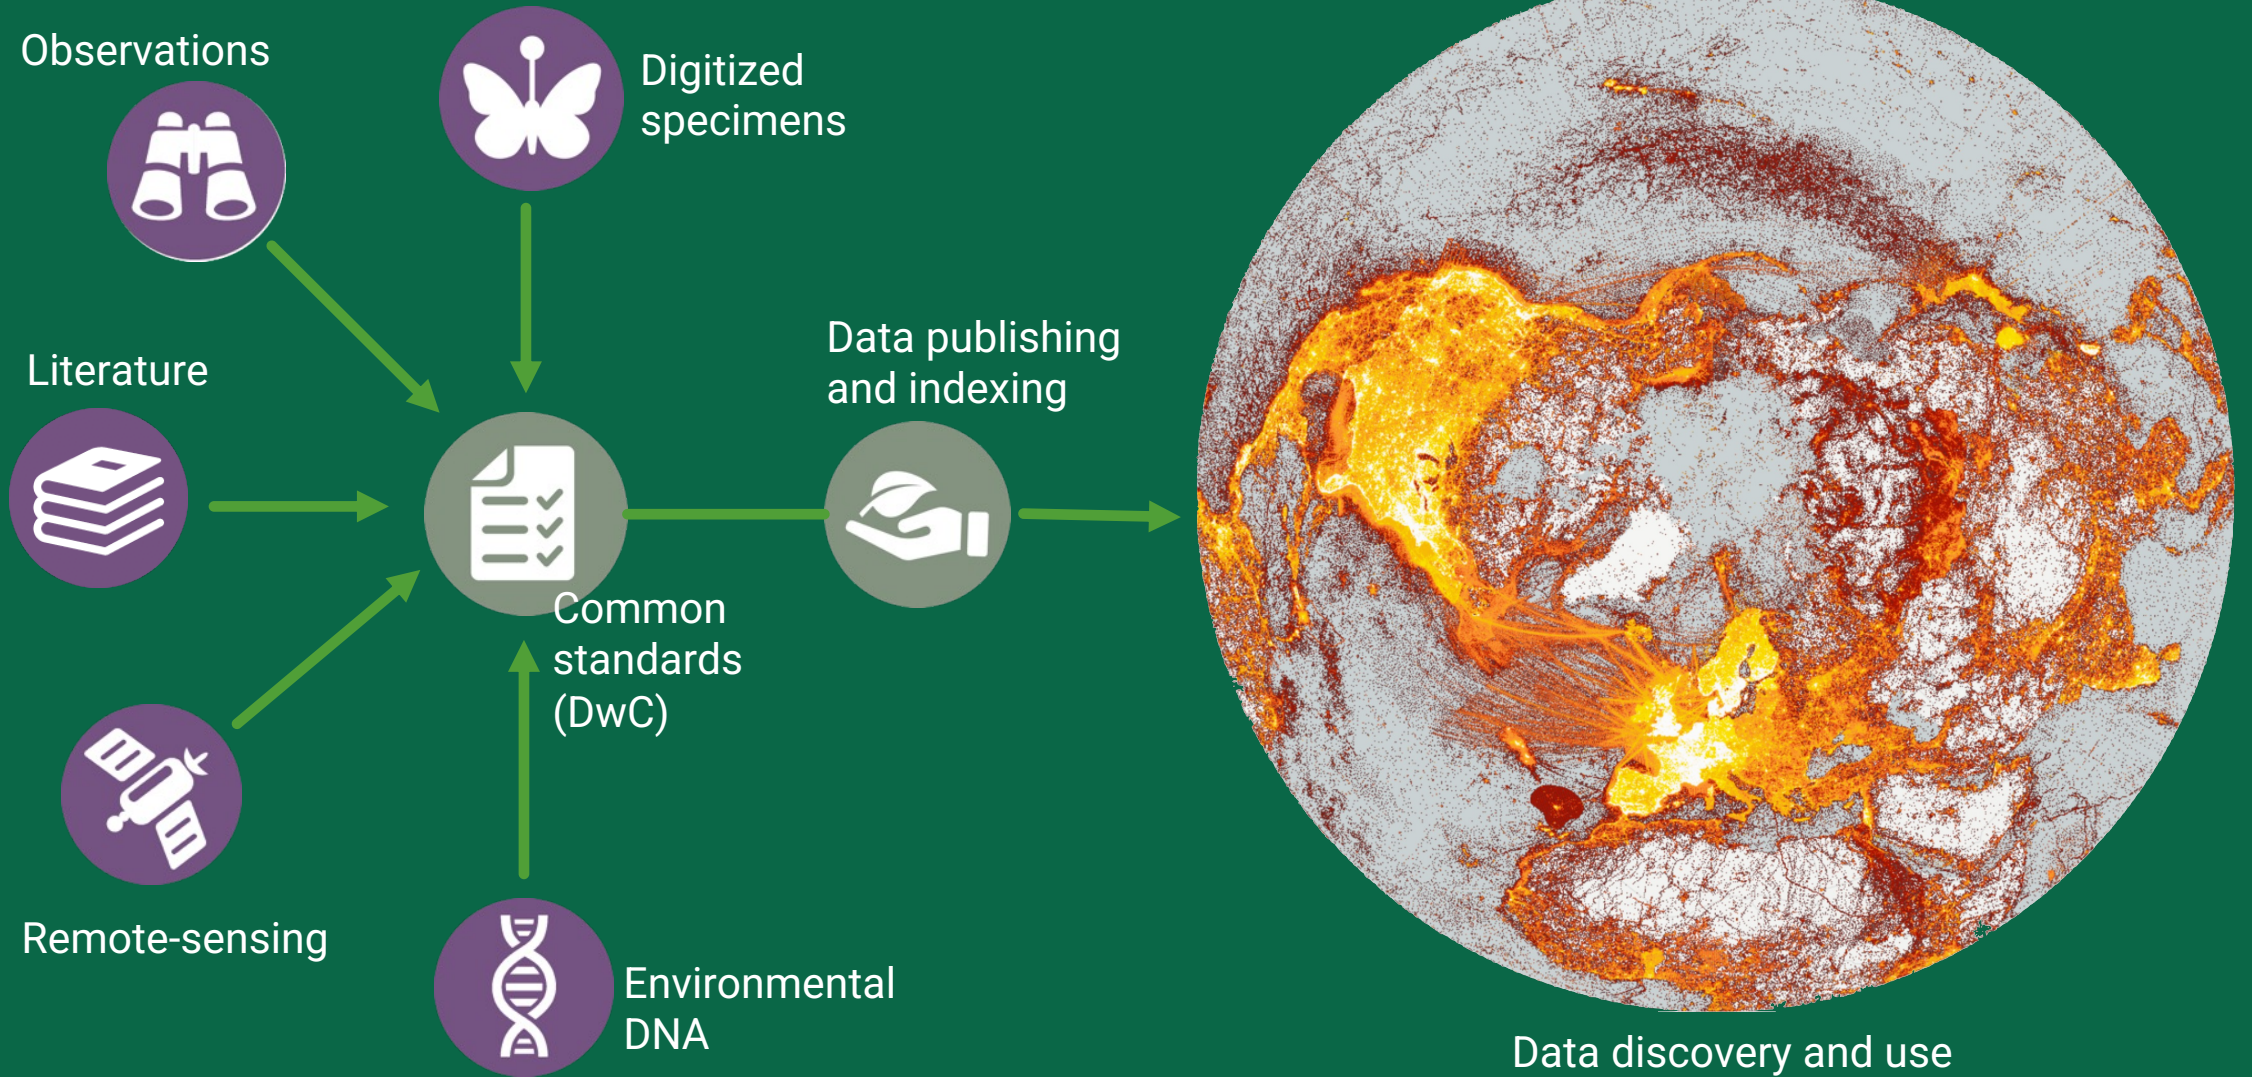 Observations
Digitized
specimens
Literature
Data publishing
and indexing
Common
standards
(DwC)
Remote-sensing
Environmental
DNA
Data discovery and use